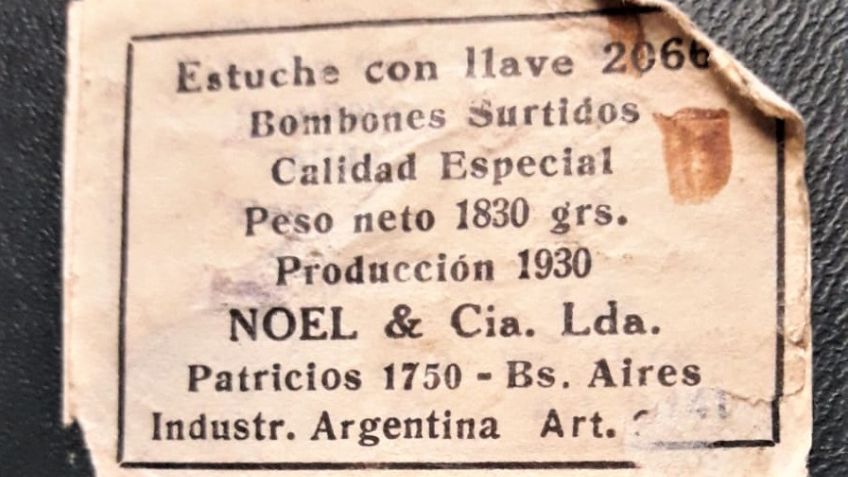 Estuche con llave 2066
Bombones Surtidos
Calidad Especial
Peso neto 1830 grs.
Producción 1930
NOEL & Cia. Lda.
Patricios 1750 - Bs. Aires
Industr. Argentina Art.